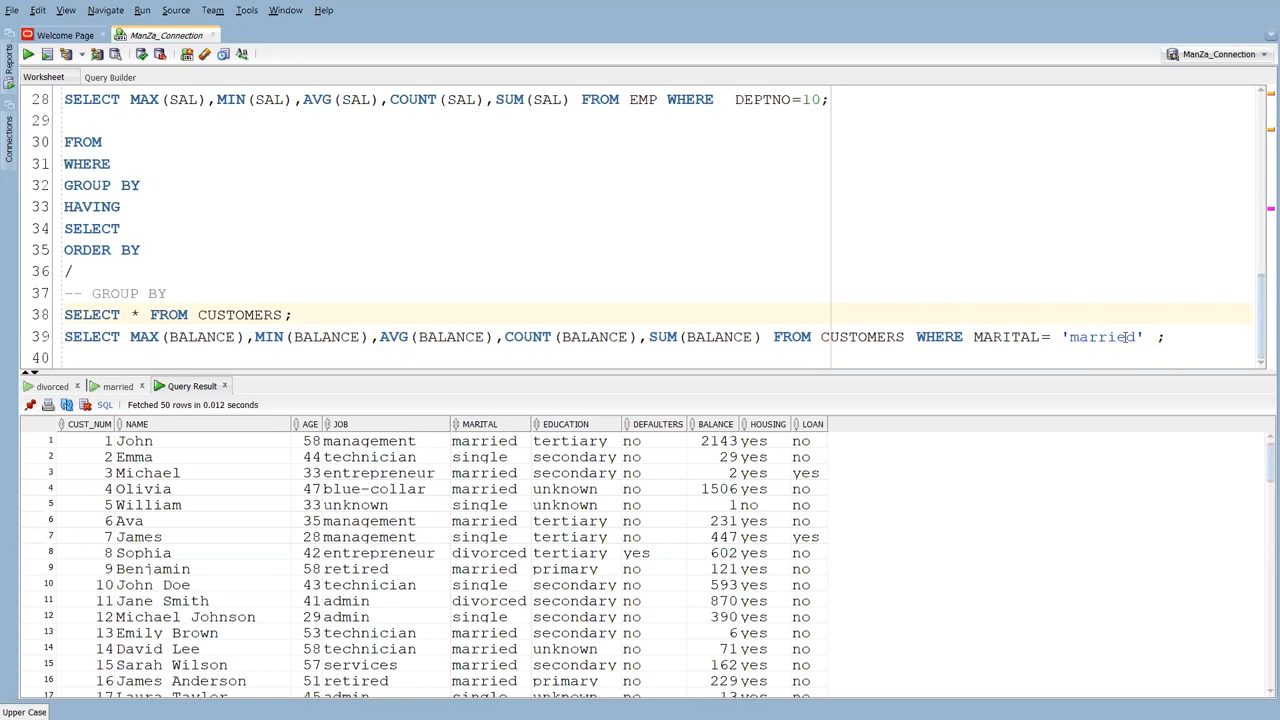 File Edit View Navigate Run Source Team Tools Window Help
Welcome Page ManZa_Connection
ManZa_Connection
Reports
Connections
Worksheet Query Builder
28 SELECT MAX(SAL),MIN(SAL),AVG(SAL),COUNT(SAL),SUM(SAL) FROM EMP WHERE DEPTNO=10;
29
30 FROM
31 WHERE
32 GROUP BY
33 HAVING
34 SELECT
35 ORDER BY
36 /
37 -- GROUP BY
38 SELECT * FROM CUSTOMERS;
39 SELECT MAX(BALANCE),MIN(BALANCE),AVG(BALANCE),COUNT(BALANCE),SUM(BALANCE) FROM CUSTOMERS WHERE MARITAL= 'married' ;
40
divorced married Query Result
SQL Fetched 50 rows in 0.012 seconds
CUST_NUM NAME AGE JOB MARITAL EDUCATION DEFAULTERS BALANCE HOUSING LOAN
1 1 John 58 management married tertiary no 2143 yes no
2 2 Emma 44 technician single secondary no 29 yes no
3 3 Michael 33 entrepreneur married secondary no 2 yes yes
4 4 Olivia 47 blue-collar married unknown no 1506 yes no
5 5 William 33 unknown single unknown no 1 no no
6 6 Ava 35 management married tertiary no 231 yes no
7 7 James 28 management single tertiary no 447 yes yes
8 8 Sophia 42 entrepreneur divorced tertiary yes 602 yes no
9 9 Benjamin 58 retired married primary no 121 yes no
10 10 John Doe 43 technician single secondary no 593 yes no
11 11 Jane Smith 41 admin divorced secondary no 870 yes no
12 12 Michael Johnson 29 admin single secondary no 390 yes no
13 13 Emily Brown 53 technician married secondary no 6 yes no
14 14 David Lee 58 technician married unknown no 71 yes no
15 15 Sarah Wilson 57 services married secondary no 162 yes no
16 16 James Anderson 51 retired married primary no 229 yes no
17 17 Laura Taylor 45 admin single unknown no 13 yes no
Upper Case